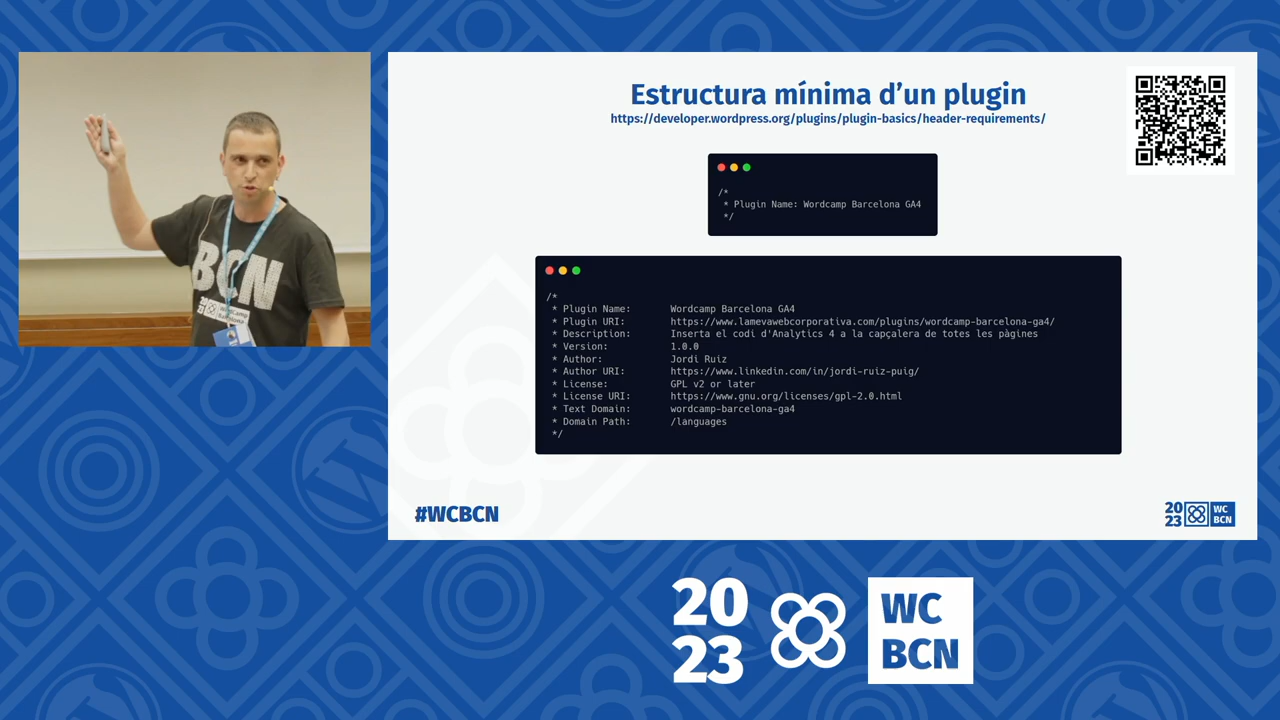 Estructura mínima d'un plugin
https://developer.wordpress.org/plugins/plugin-basics/header-requirements/
/*
* Plugin Name: Wordcamp Barcelona GA4
*/
/*
* Plugin Name: Wordcamp Barcelona GA4
* Plugin URI: https://www.lamevawebcorporativa.com/plugins/wordcamp-barcelona-ga4/
* Description: Inserta el codi d'Analytics 4 a la capçalera de totes les pàgines
* Version: 1.0.0
* Author: Jordi Ruiz
* Author URI: https://www.linkedin.com/in/jordi-ruiz-puig/
* License: GPL v2 or later
* License URI: https://www.gnu.org/licenses/gpl-2.0.html
* Text Domain: wordcamp-barcelona-ga4
* Domain Path: /languages
*/
BCN
20
23
WordCamp
Barcelona
#WCBCN
20
23
WC
BCN
20
23
WC
BCN